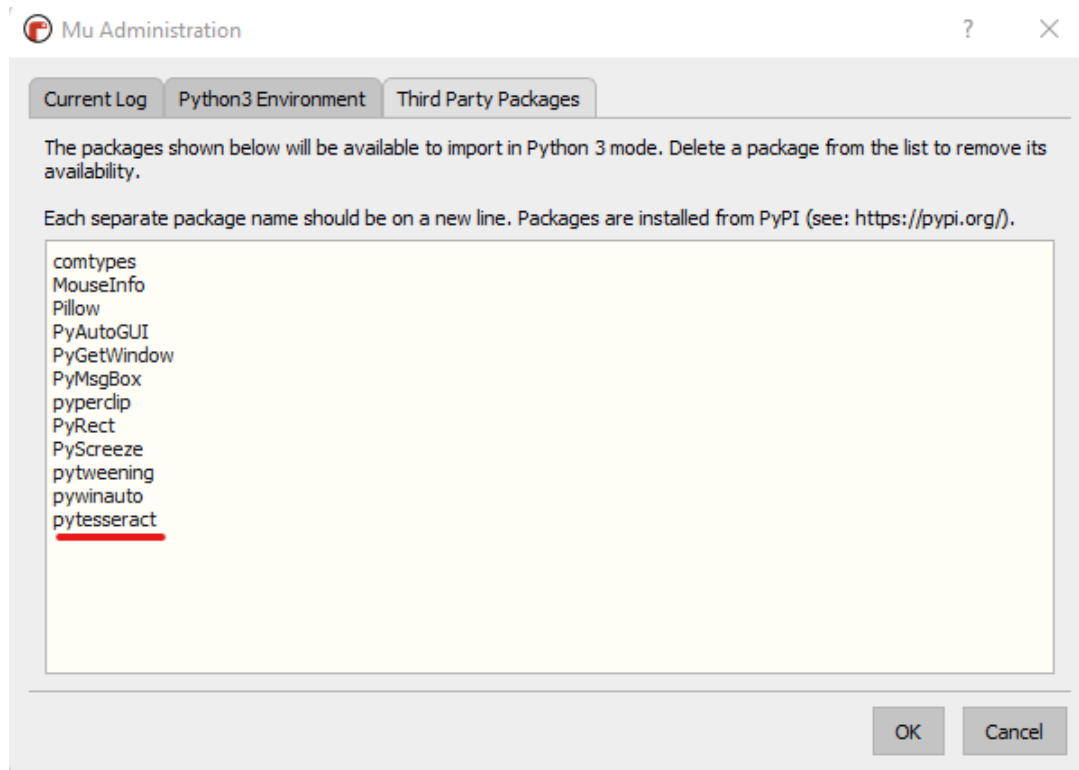 Mu Administration
?
Current Log
Python3 Environment
Third Party Packages
The packages shown below will be available to import in Python 3 mode. Delete a package from the list to remove its
availability.
Each separate package name should be on a new line. Packages are installed from PyPI (see: https://pypi.org/).
comtypes
MouseInfo
Pillow
PyAutoGUI
PyGetWindow
PyMsgBox
pyperclip
PyRect
PyScreeze
pytweening
pywinauto
pytesseract
OK
Cancel